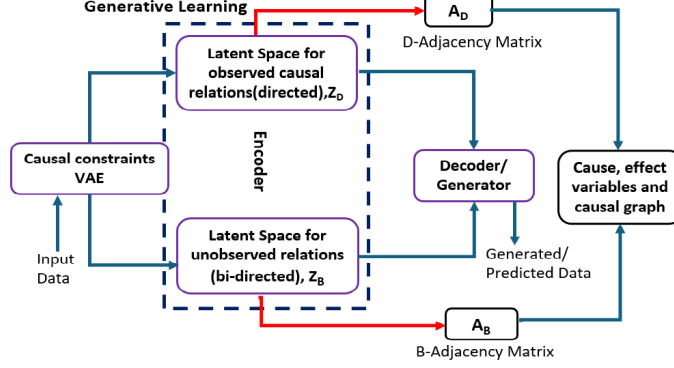 Generative Learning
A_D
D-Adjacency Matrix
Latent Space for
observed causal
relations(directed),Z_D
Encoder
Causal constraints
VAE
Decoder/
Generator
Cause, effect
variables and
causal graph
Input
Data
Latent Space for
unobserved relations
(bi-directed), Z_B
Generated/
Predicted Data
A_B
B-Adjacency Matrix